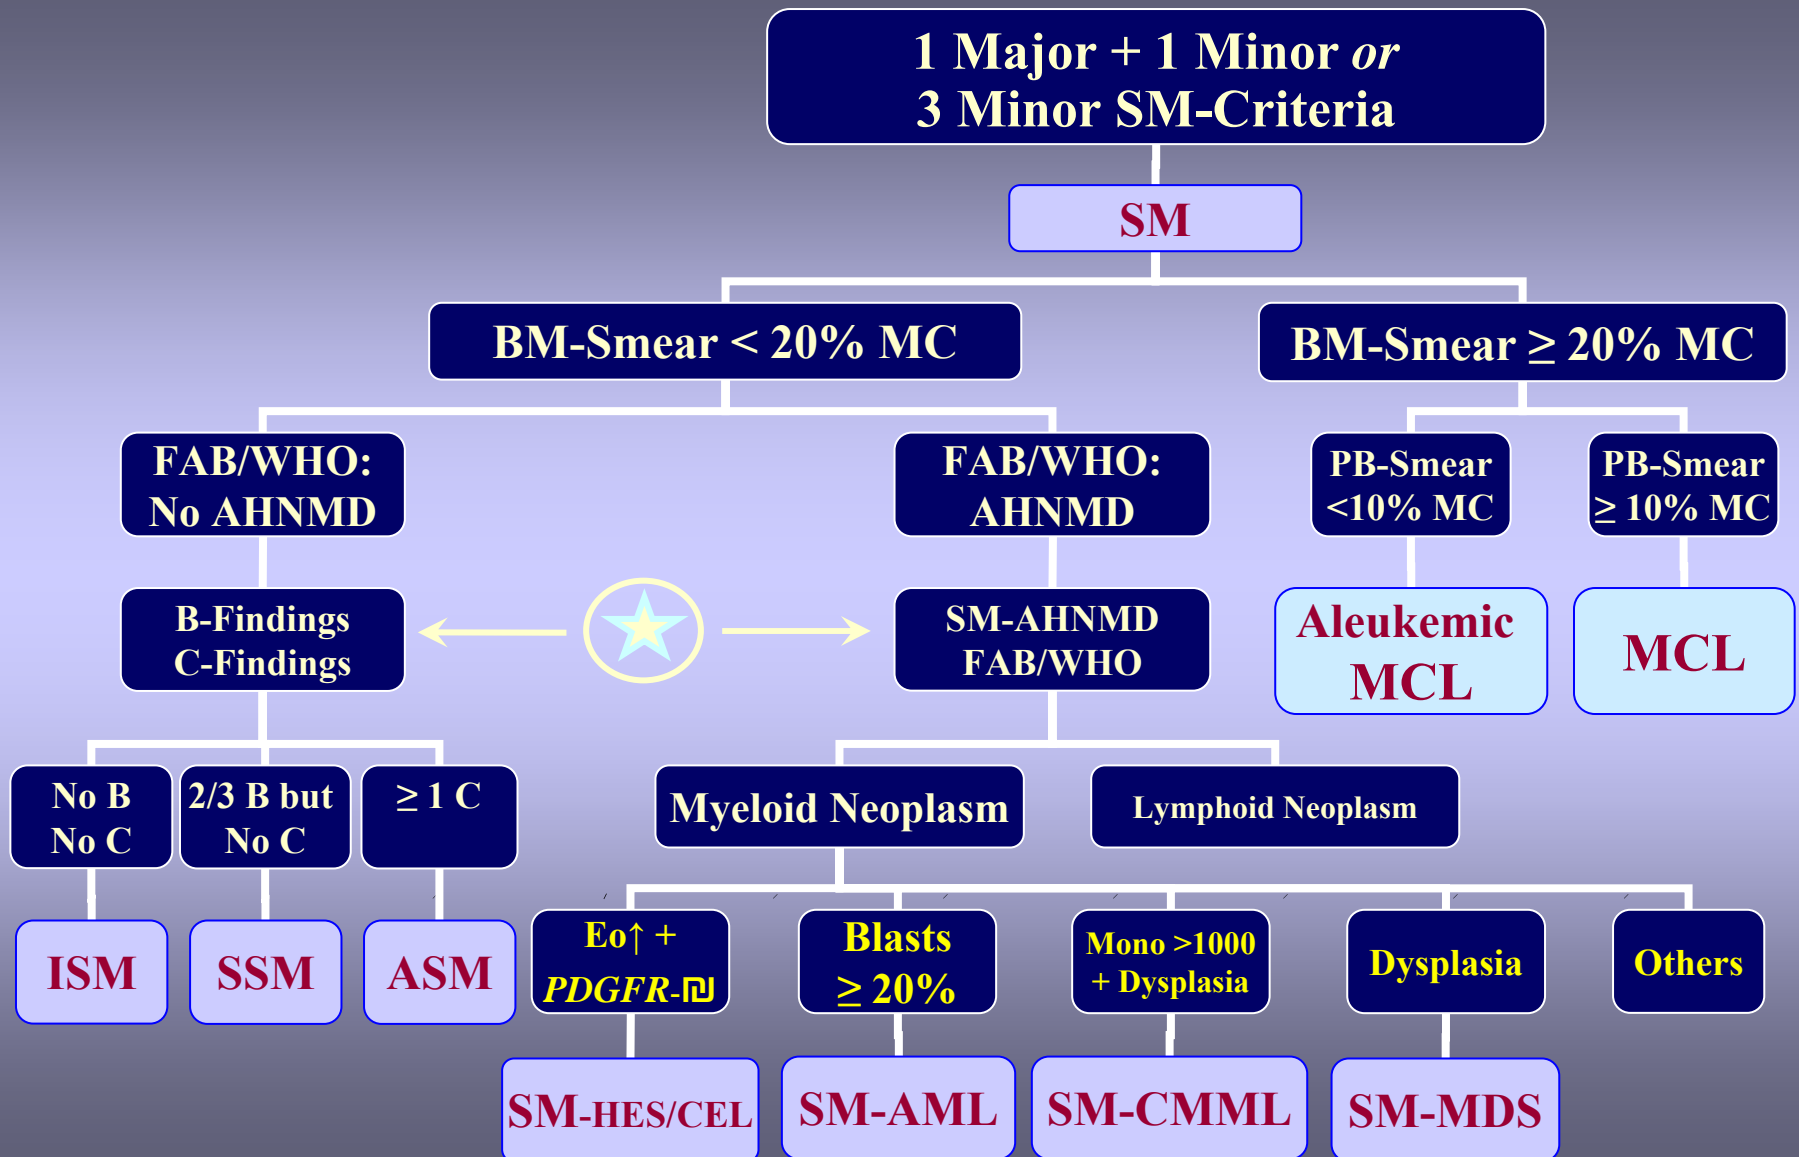 1 Major + 1 Minor or
3 Minor SM-Criteria
SM
BM-Smear < 20% MC
BM-Smear ≥ 20% MC
FAB/WHO:
No AHNMD
FAB/WHO:
AHNMD
PB-Smear
<10% MC
PB-Smear
≥ 10% MC
B-Findings
C-Findings
SM-AHNMD
FAB/WHO
Aleukemic
MCL
MCL
No B
No C
2/3 B but
No C
≥ 1 C
Myeloid Neoplasm
Lymphoid Neoplasm
ISM
SSM
ASM
Eo↑ +
PDGFR-₪
Blasts
≥ 20%
Mono >1000
+ Dysplasia
Dysplasia
Others
SM-HES/CEL
SM-AML
SM-CMML
SM-MDS